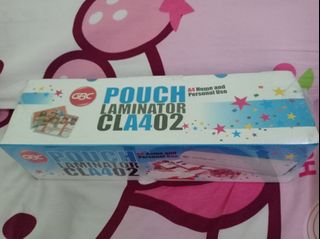 GBC
POUCH
LAMINATOR
CLA402
A4 Home and
Personal Use
GBC
POUCH
LAMINATOR
CLA402
A4 Home and
Personal Use